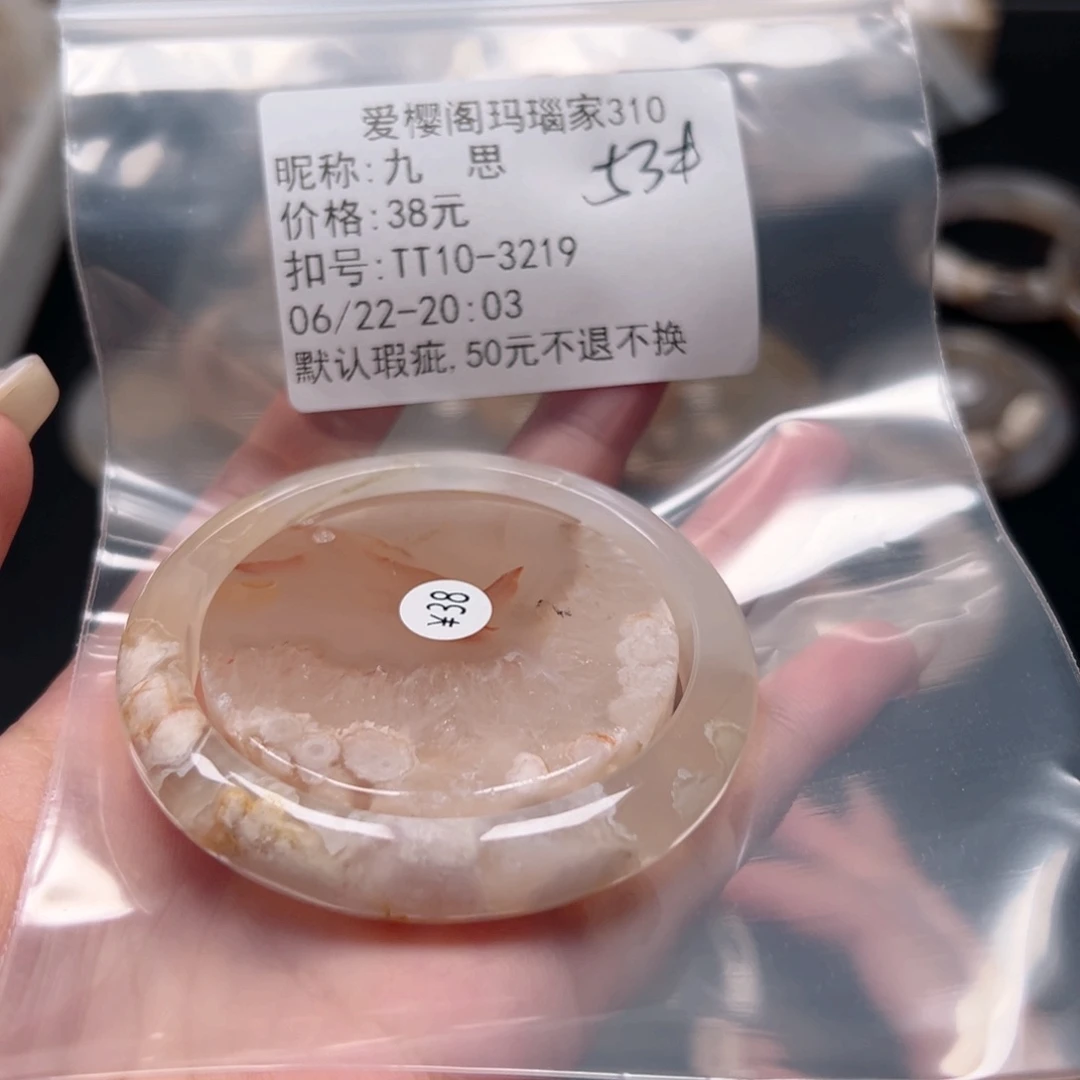 爱樱阁玛瑙家310
53#
昵称:九 思
价格:38元
扣号:TT10-3219
06/22-20:03
默认瑕疵,50元不退不换
¥38